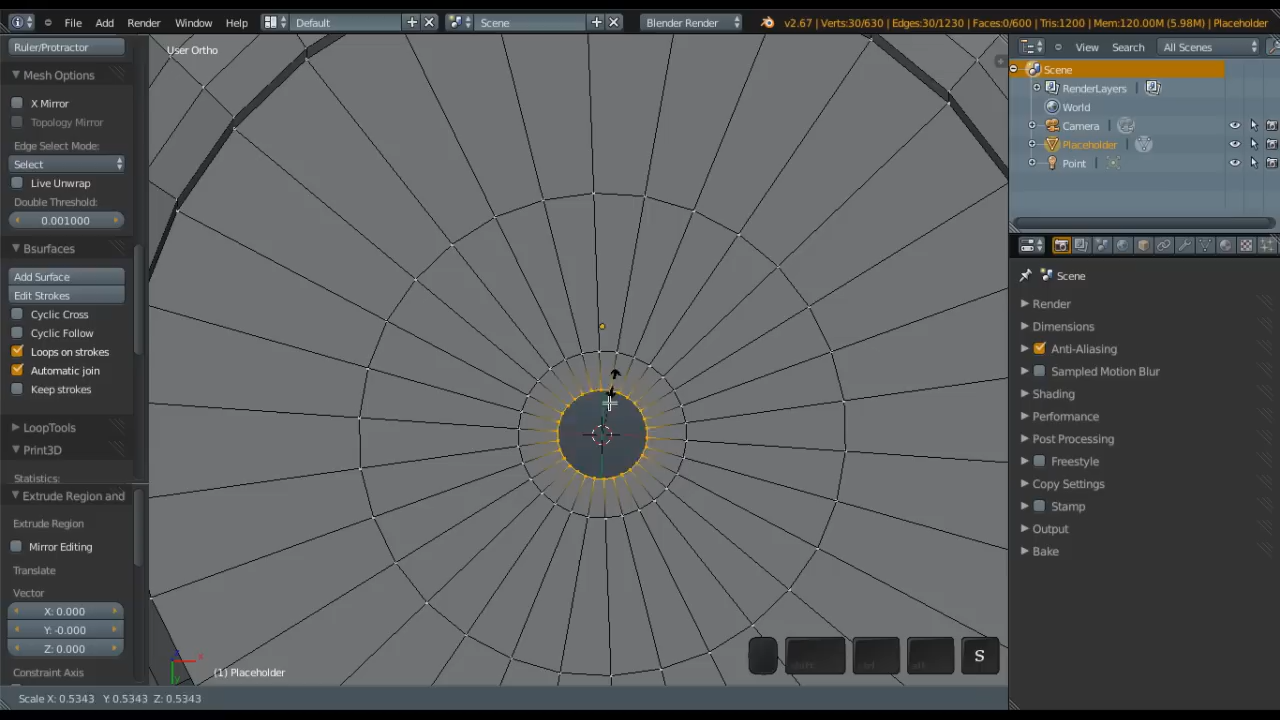 File Add Render Window Help Default Scene Blender Render v2.67 | Verts:30/630 | Edges:30/1230 | Faces:0/600 | Tris:1200 | Mem:120.00M (5.98M) | Placeholder
Ruler/Protractor
Mesh Options
X Mirror
Topology Mirror
Edge Select Mode:
Select
Live Unwrap
Double Threshold:
0.001000
Bsurfaces
Add Surface
Edit Strokes
Cyclic Cross
Cyclic Follow
Loops on strokes
Automatic join
Keep strokes
LoopTools
Print3D
Statistics:
Extrude Region and
Extrude Region
Mirror Editing
Translate
Vector
X: 0.000
Y: -0.000
Z: 0.000
Constraint Axis
Scale X: 0.5343 Y: 0.5343 Z: 0.5343
User Ortho
(1) Placeholder
S
View Search All Scenes
Scene
RenderLayers
World
Camera
Placeholder
Point
Scene
Render
Dimensions
Anti-Aliasing
Sampled Motion Blur
Shading
Performance
Post Processing
Freestyle
Copy Settings
Stamp
Output
Bake